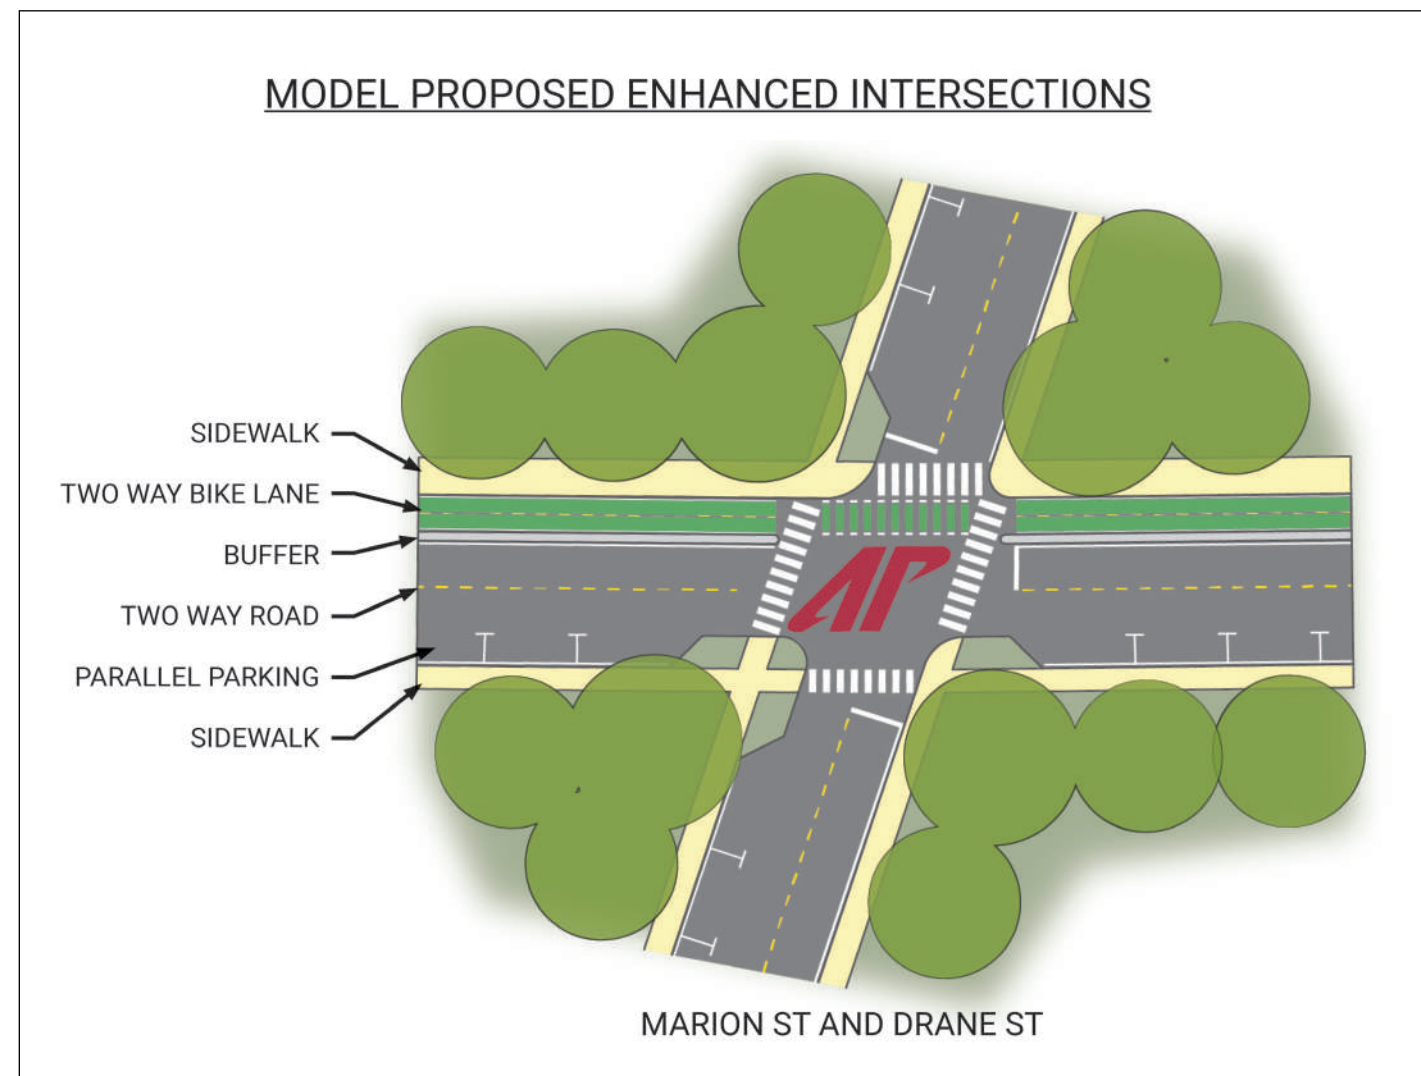 MODEL PROPOSED ENHANCED INTERSECTIONS
SIDEWALK
TWO WAY BIKE LANE
BUFFER
TWO WAY ROAD
PARALLEL PARKING
SIDEWALK
AP
MARION ST AND DRANE ST